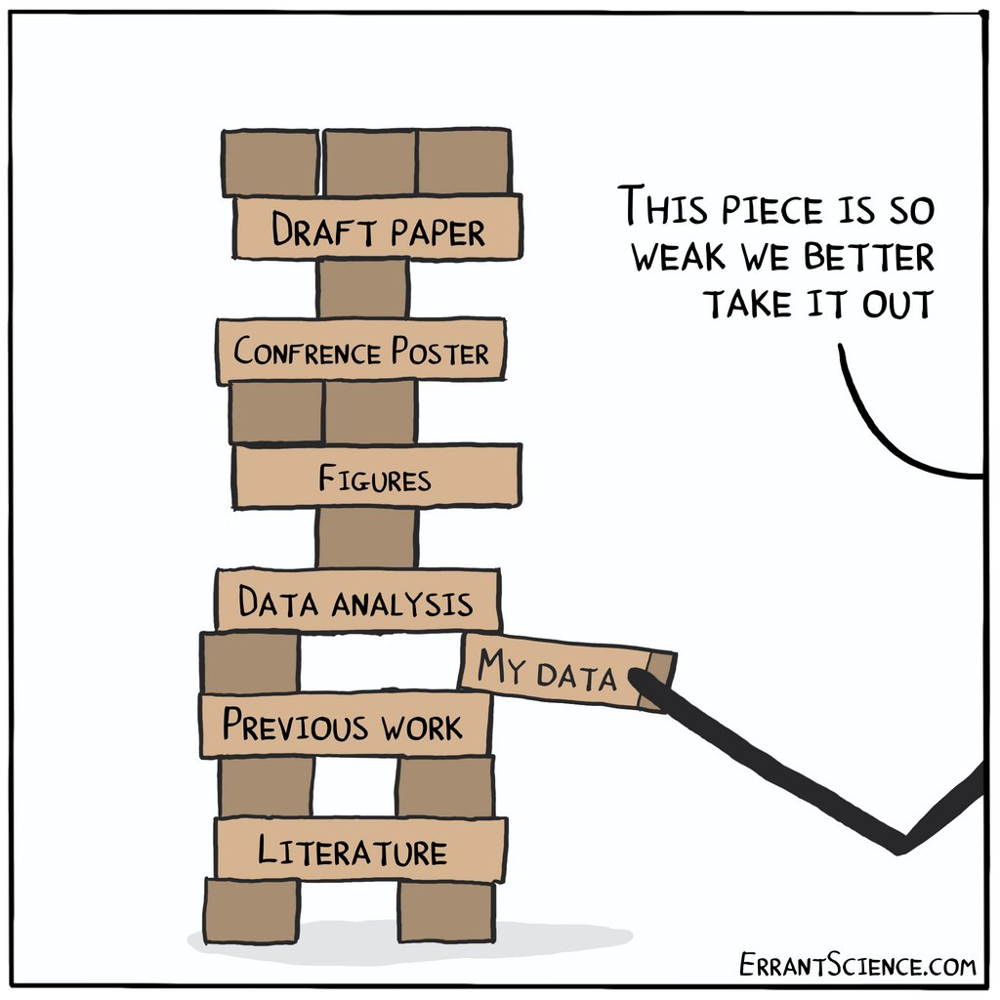 THIS PIECE IS SO
WEAK WE BETTER
TAKE IT OUT
DRAFT PAPER
CONFRENCE POSTER
FIGURES
DATA ANALYSIS
MY DATA
PREVIOUS WORK
LITERATURE
ERRANTSCIENCE.COM